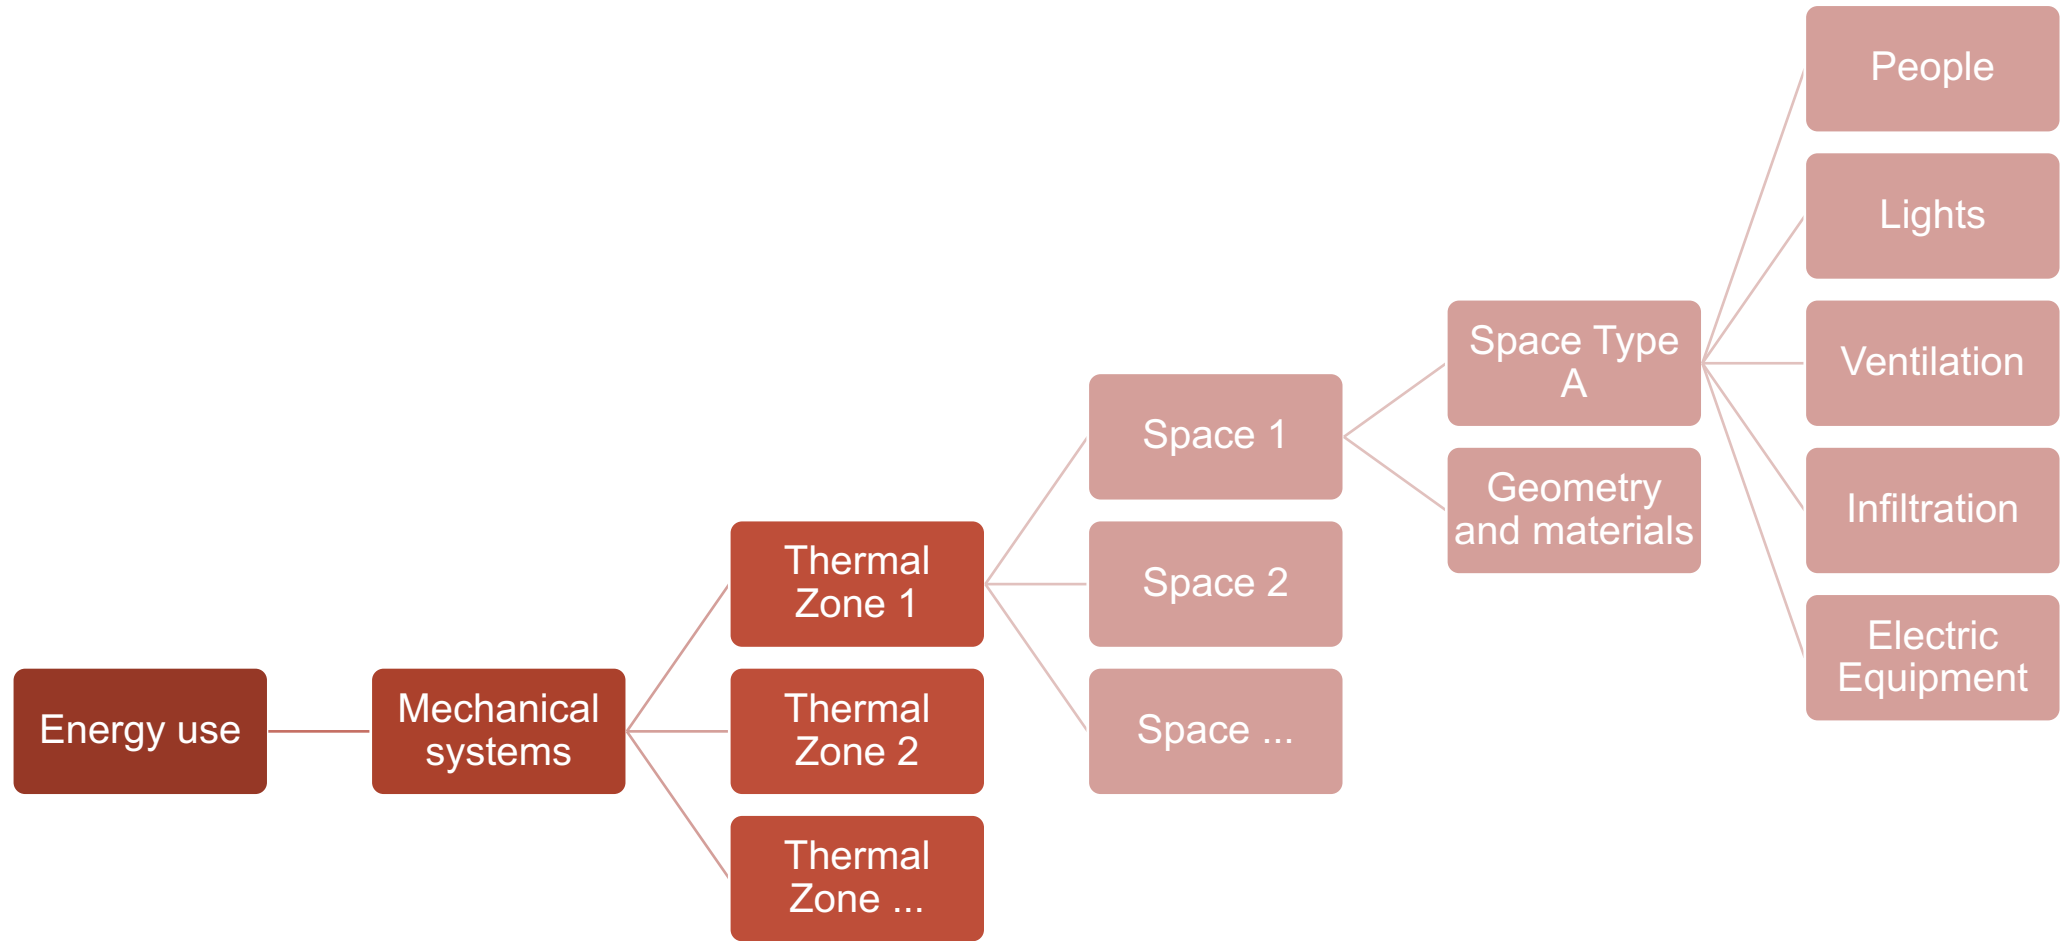 Energy use
Mechanical
systems
Thermal
Zone 1
Thermal
Zone 2
Thermal
Zone ...
Space 1
Space 2
Space ...
Space Type
A
Geometry
and materials
People
Lights
Ventilation
Infiltration
Electric
Equipment